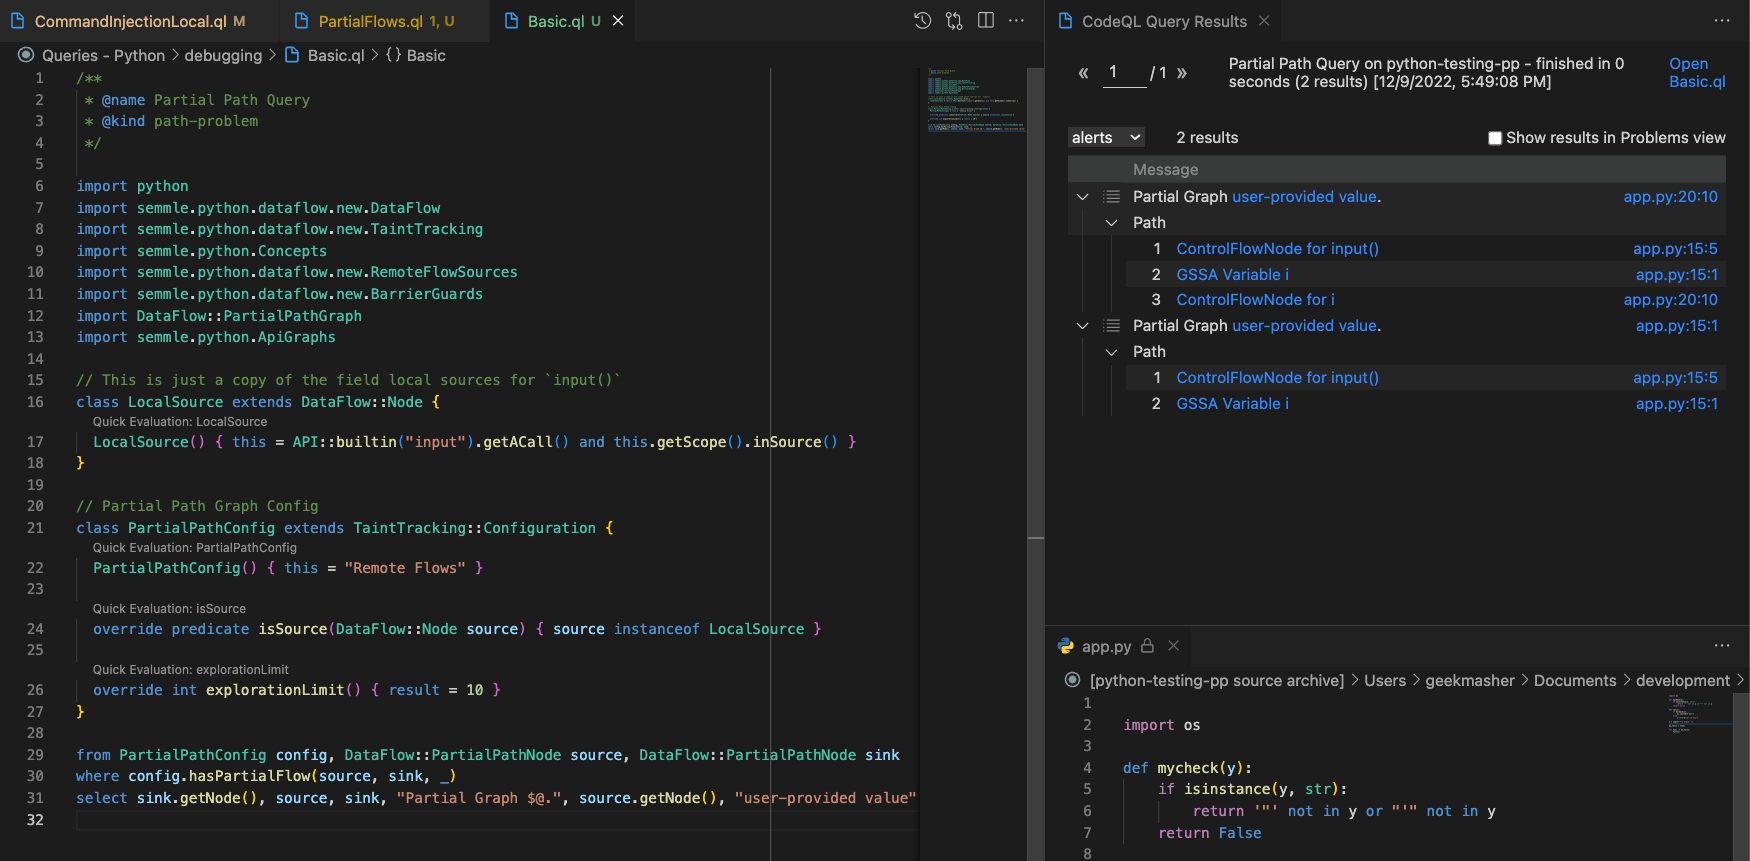 CommandInjectionLocal.ql M
PartialFlows.ql 1, U
Basic.ql U
Queries - Python > debugging > Basic.ql > {} Basic
1 /**
2 * @name Partial Path Query
3 * @kind path-problem
4 */
5
6 import python
7 import semmle.python.dataflow.new.DataFlow
8 import semmle.python.dataflow.new.TaintTracking
9 import semmle.python.Concepts
10 import semmle.python.dataflow.new.RemoteFlowSources
11 import semmle.python.dataflow.new.BarrierGuards
12 import DataFlow::PartialPathGraph
13 import semmle.python.ApiGraphs
14
15 // This is just a copy of the field local sources for `input()`
16 class LocalSource extends DataFlow::Node {
Quick Evaluation: LocalSource
17 LocalSource() { this = API::builtin("input").getACall() and this.getScope().inSource() }
18 }
19
20 // Partial Path Graph Config
21 class PartialPathConfig extends TaintTracking::Configuration {
Quick Evaluation: PartialPathConfig
22 PartialPathConfig() { this = "Remote Flows" }
23
Quick Evaluation: isSource
24 override predicate isSource(DataFlow::Node source) { source instanceof LocalSource }
25
Quick Evaluation: explorationLimit
26 override int explorationLimit() { result = 10 }
27 }
28
29 from PartialPathConfig config, DataFlow::PartialPathNode source, DataFlow::PartialPathNode sink
30 where config.hasPartialFlow(source, sink, _)
31 select sink.getNode(), source, sink, "Partial Graph $@.", source.getNode(), "user-provided value"
32
CodeQL Query Results
« 1 / 1 »
Partial Path Query on python-testing-pp - finished in 0
seconds (2 results) [12/9/2022, 5:49:08 PM]
Open
Basic.ql
alerts
2 results
Show results in Problems view
Message
Partial Graph user-provided value. app.py:20:10
Path
1 ControlFlowNode for input() app.py:15:5
2 GSSA Variable i app.py:15:1
3 ControlFlowNode for i app.py:20:10
Partial Graph user-provided value. app.py:15:1
Path
1 ControlFlowNode for input() app.py:15:5
2 GSSA Variable i app.py:15:1
app.py
[python-testing-pp source archive] > Users > geekmasher > Documents > development >
1
2 import os
3
4 def mycheck(y):
5 if isinstance(y, str):
6 return '"' not in y or "'" not in y
7 return False
8